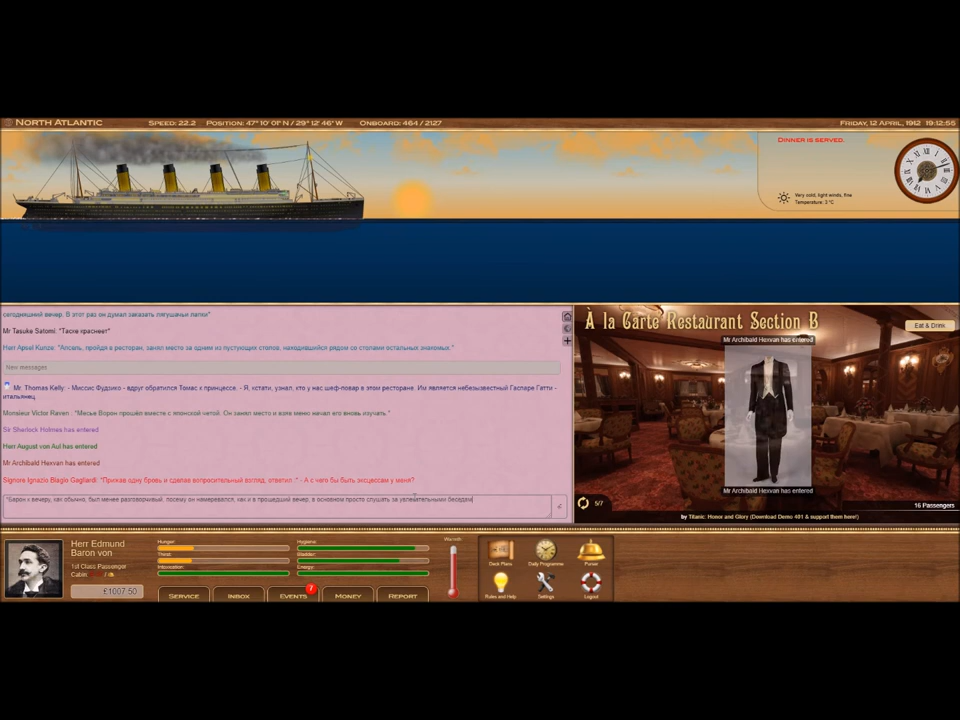 NORTH ATLANTIC SPEED: 22.2 POSITION: 47° 10' 01" N / 29° 12' 46" W ONBOARD: 464 / 2127 FRIDAY, 12 APRIL, 1912 19:12:55
DINNER IS SERVED.
Very cold, light winds, fine
Temperature: 3 °C
сегодняшний вечер. В этот раз он думал заказать лягушачьи лапки"
Mr Tasuke Satomi: "Таске краснеет"
Herr Apsal Kunze: "Апсаль, пройдя в ресторан, занял место за одним из пустующих столов, находившийся рядом со столами остальных знакомых."
New messages
Mr. Thomas Kelly: - Миссис Фудзико - вдруг обратился Томас к принцессе. - Я, кстати, узнал, кто у нас шеф-повар в этом ресторане. Им является небезызвестный Гаспаре Гатти -
итальянец
Monsieur Victor Raven : "Месье Ворон прошёл вместе с японской четой. Он занял место и взяв меню начал его вновь изучать."
Sir Sherlock Holmes has entered
Herr August von Aul has entered
Mr Archibald Hexvan has entered
Signore Ignazio Biagio Gagliardi: "Прижав одну бровь и сделав вопросительный взгляд, ответил. " - А с чего бы быть эксцессам у меня?
"Барон к вечеру, как обычно, был менее разговорчивый. посему он намеревался, как и в прошедший вечер, в основном просто слушать за увлекательными беседами
À la Carte Restaurant Section B
Eat & Drink
Mr Archibald Hexvan has entered
Mr Archibald Hexvan has entered
5/7
16 Passengers
by Titanic: Honor and Glory (Download Demo 401 & support them here!)
Herr Edmund
Baron von
1st Class Passenger
Cabin:
£1007.50
Hunger:
Thirst:
Intoxication:
Hygiene:
Bladder:
Energy:
Warmth
SERVICE INBOX EVENTS 7 MONEY REPORT
Deck Plans Daily Programme Purser
Rules and Help Settings Logout